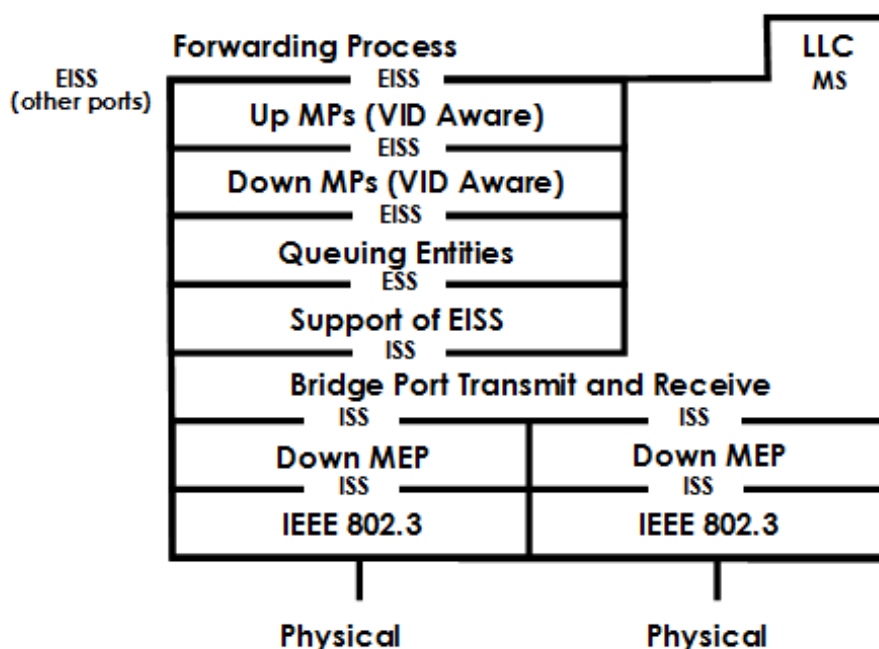 Forwarding Process
LLC
MS
EISS
(other ports)
EISS
Up MPs (VID Aware)
EISS
Down MPs (VID Aware)
EISS
Queuing Entities
ESS
Support of EISS
ISS
Bridge Port Transmit and Receive
ISS ISS
Down MEP Down MEP
ISS ISS
IEEE 802.3 IEEE 802.3
Physical Physical